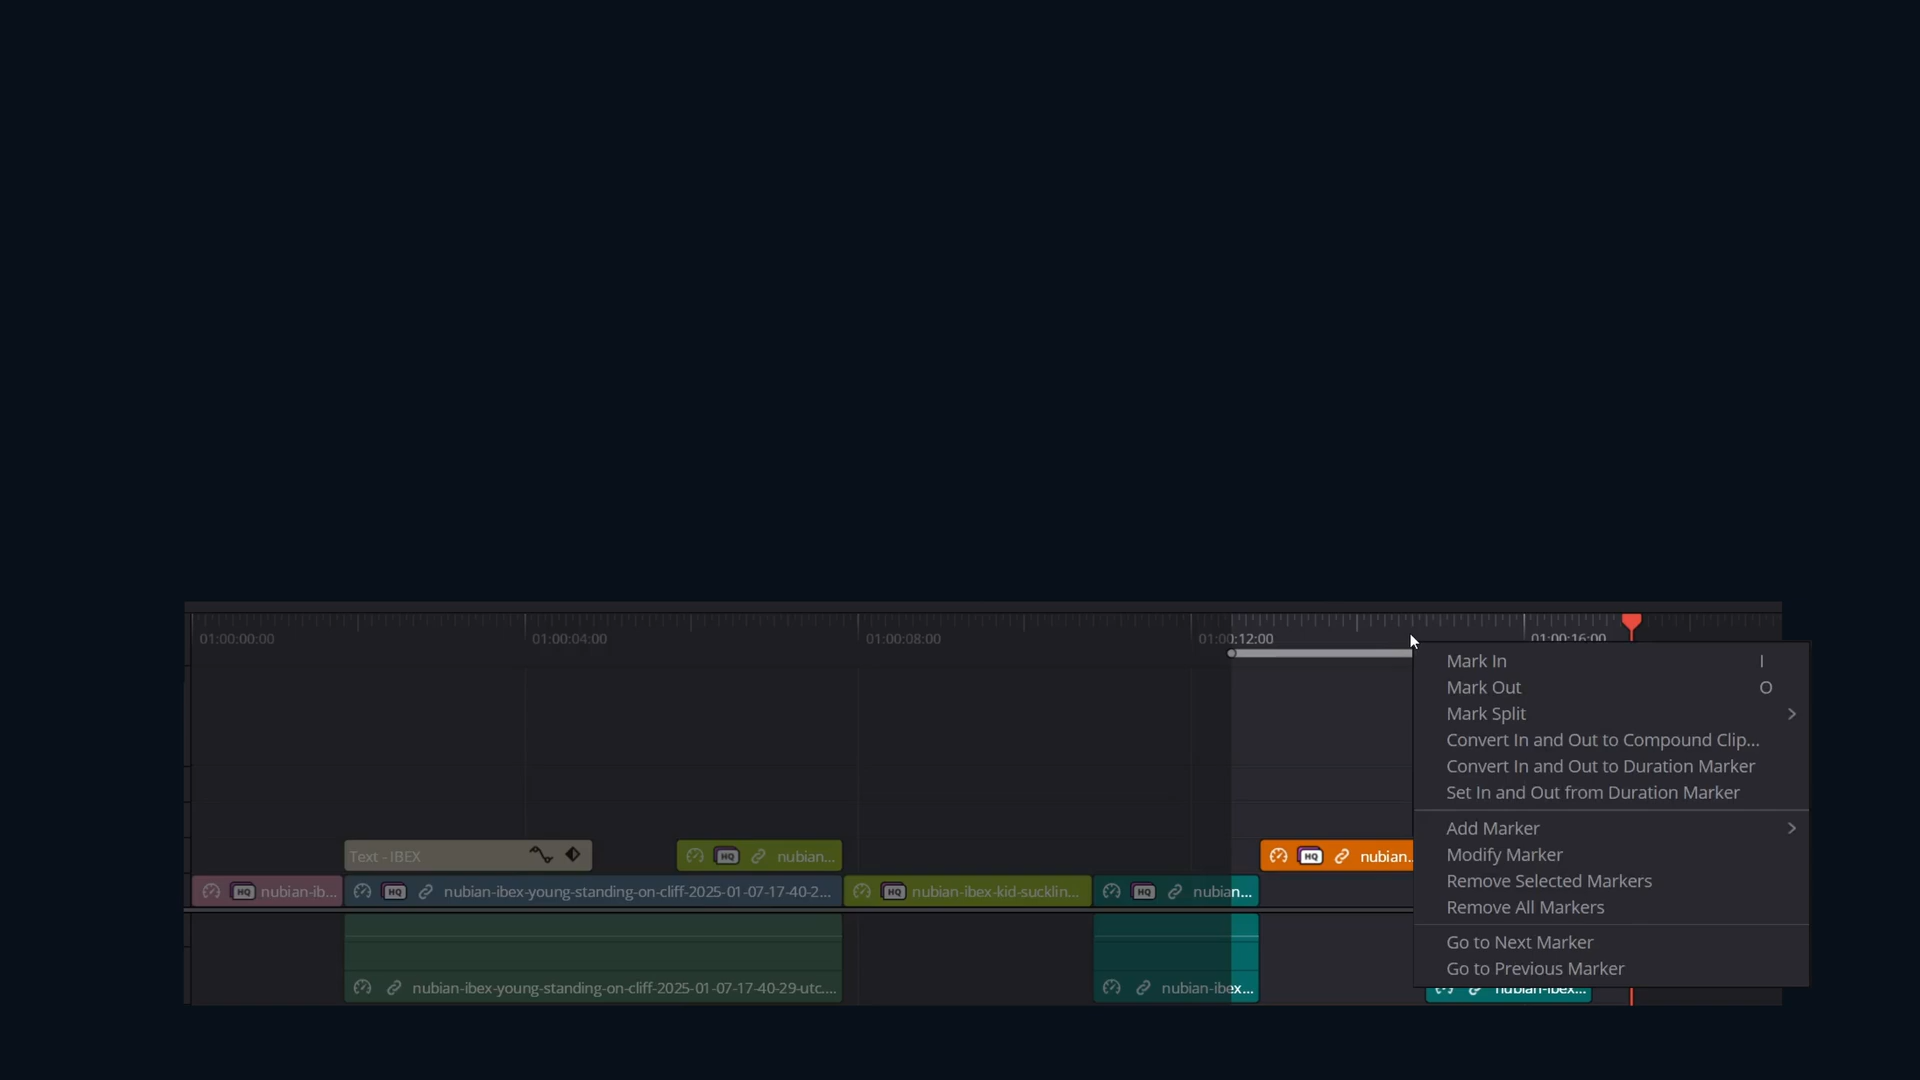 01:00:00:00
01:00:04:00
01:00:08:00
01:00:12:00
01:00:16:00
Mark In I
Mark Out O
Mark Split
Convert In and Out to Compound Clip...
Convert In and Out to Duration Marker
Set In and Out from Duration Marker
Add Marker
Modify Marker
Remove Selected Markers
Remove All Markers
Go to Next Marker
Go to Previous Marker
Text - IBEX
HQ nubian...
HQ nubian...
HQ nubian-ib...
HQ nubian-ibex-young-standing-on-cliff-2025-01-07-17-40-2...
HQ nubian-ibex-kid-sucklin...
HQ nubian...
nubian-ibex-young-standing-on-cliff-2025-01-07-17-40-29-utc....
nubian-ibex...
nubian-ibex...